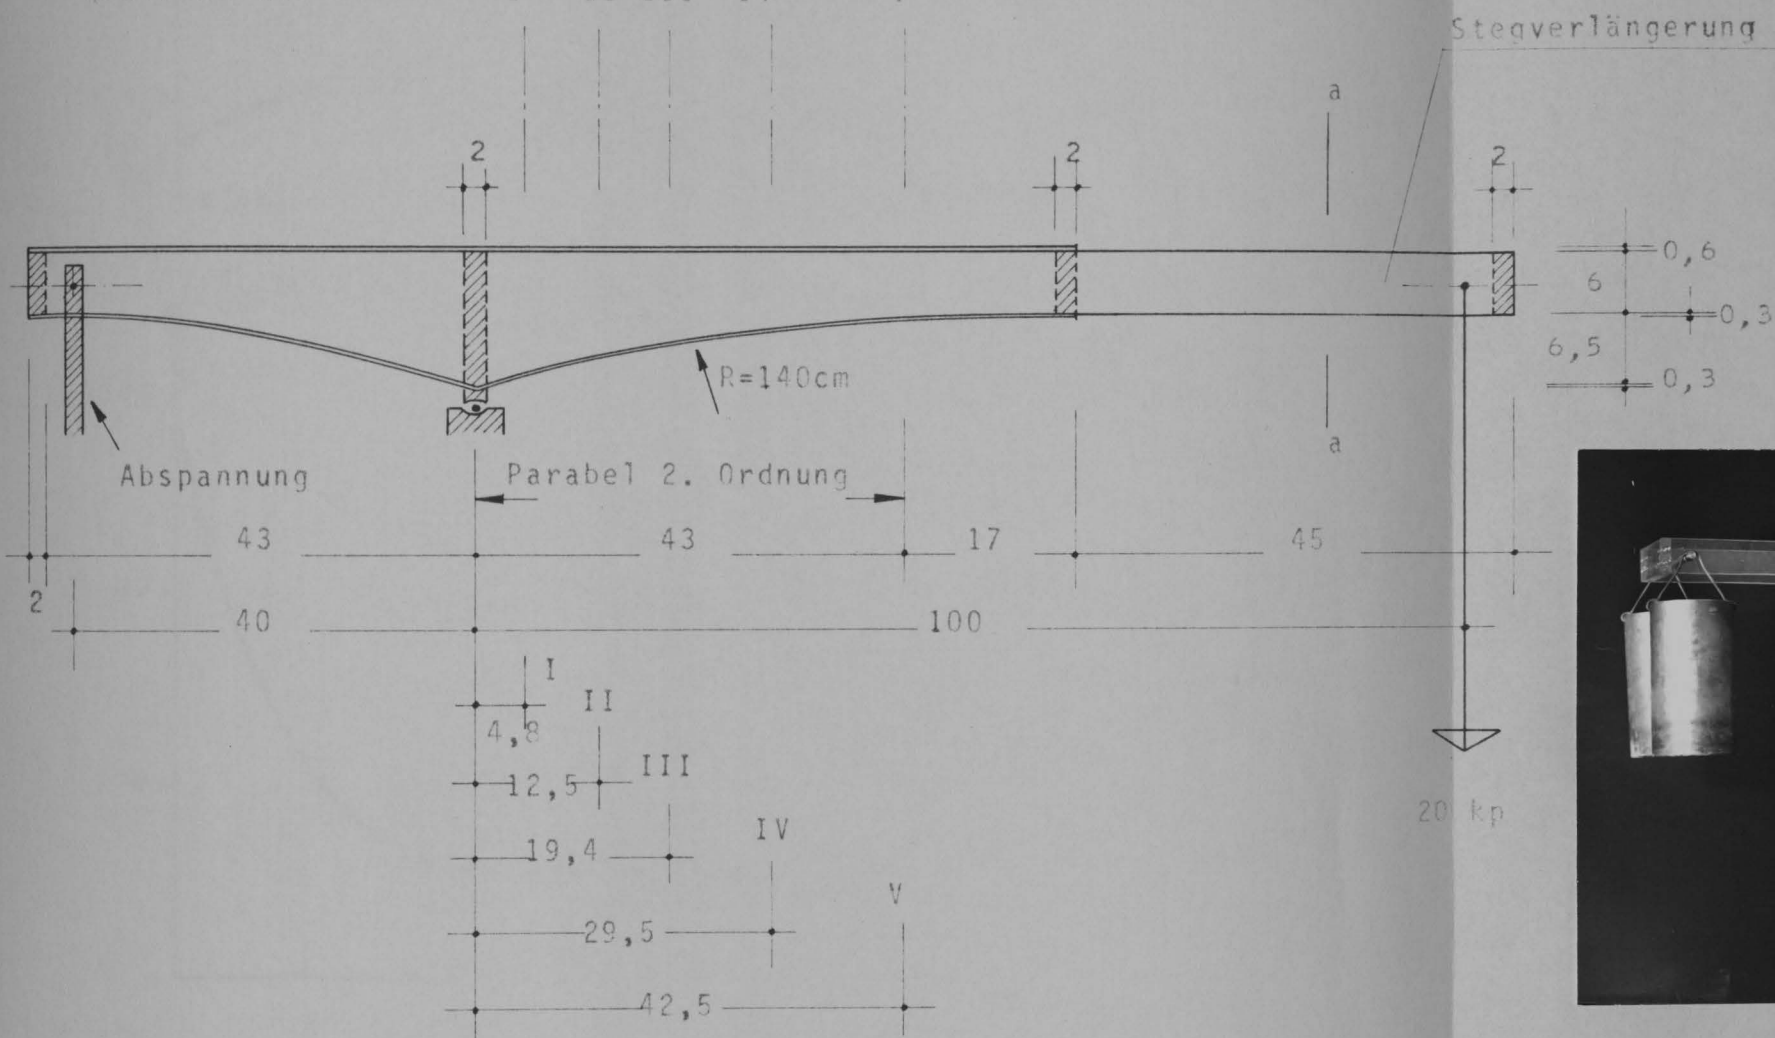 Stegverlängerung
a
2
2
2
0,6
6
0,3
6,5
0,3
R=140cm
a
Abspannung
Parabel 2. Ordnung
43
43
17
45
2
40
100
I
4,8
II
12,5
III
19,4
IV
20 kp
29,5
V
42,5